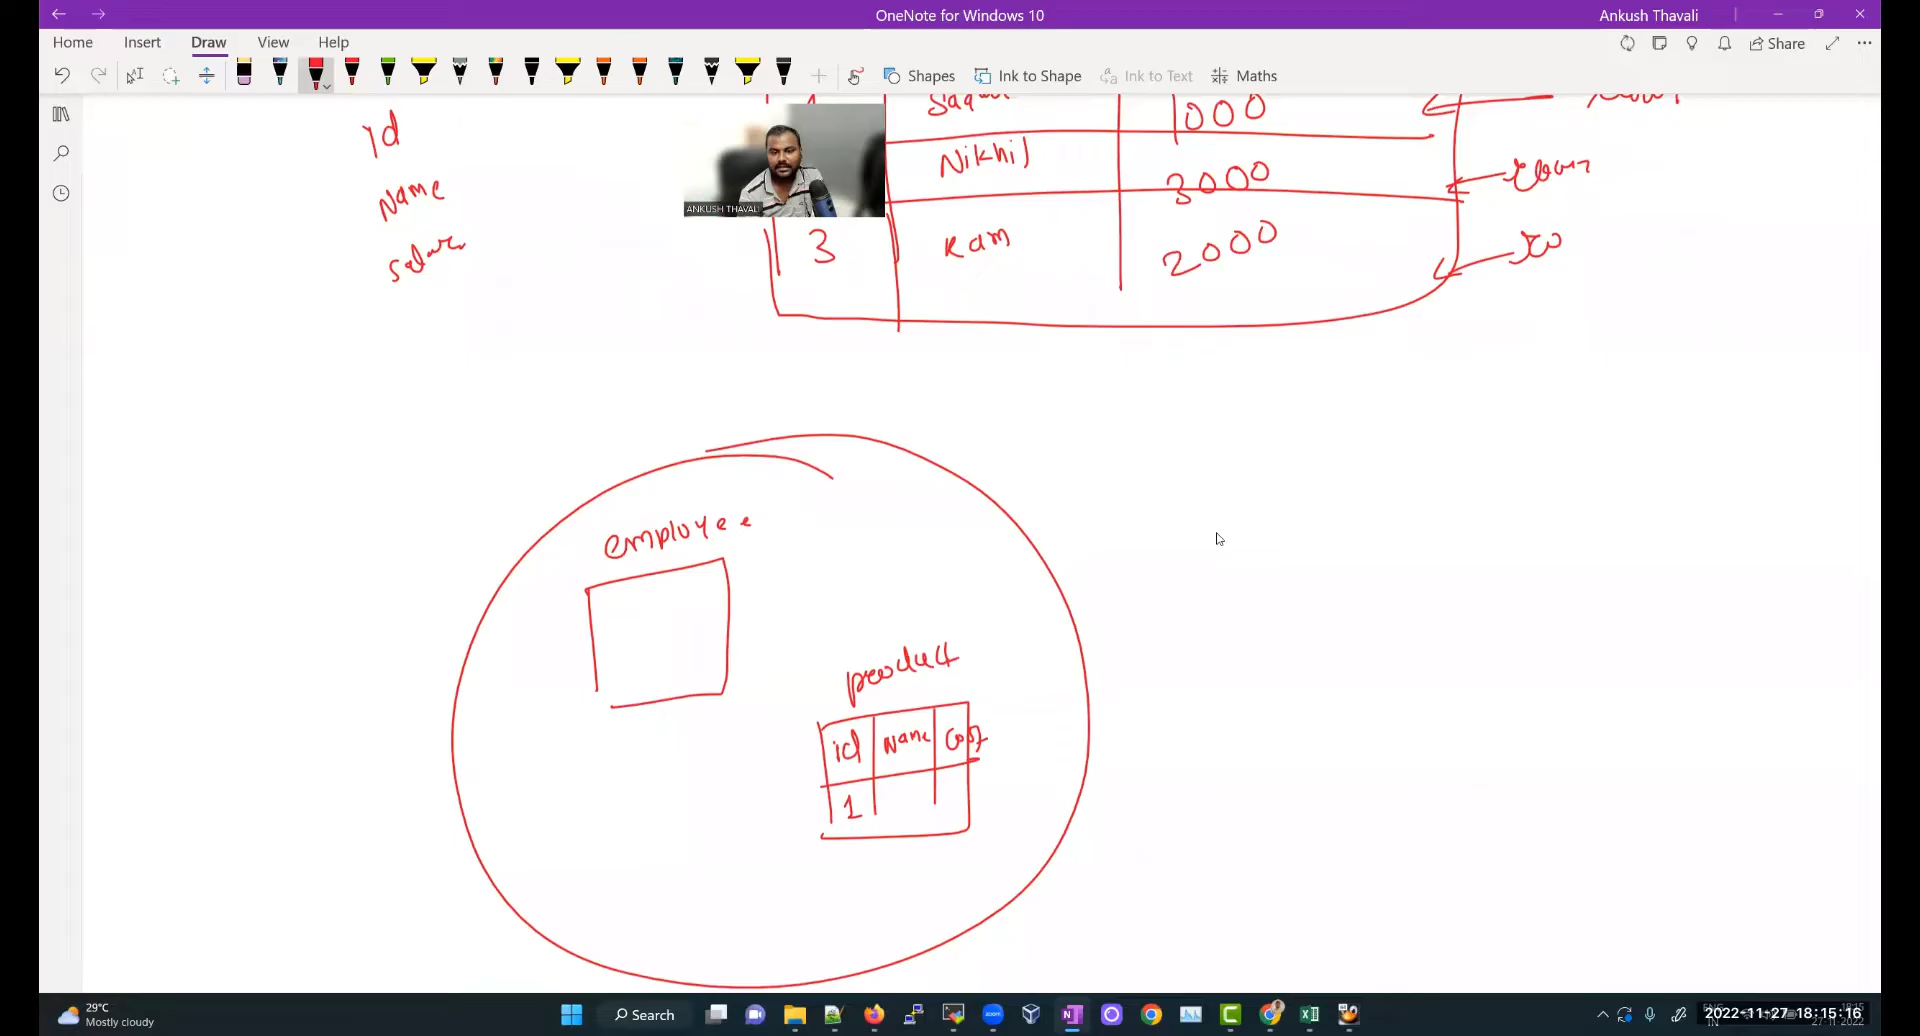 OneNote for Windows 10
Ankush Thavali
Home Insert Draw View Help
Share
Shapes Ink to Shape Ink to Text Maths
Id
Name
1000
Nikhil 3000
3 Ram 2000
ANKUSH THAVALI
employee
product
id Name Cost
1
29°C
Mostly cloudy
Search
2022-11-27 18:15:16